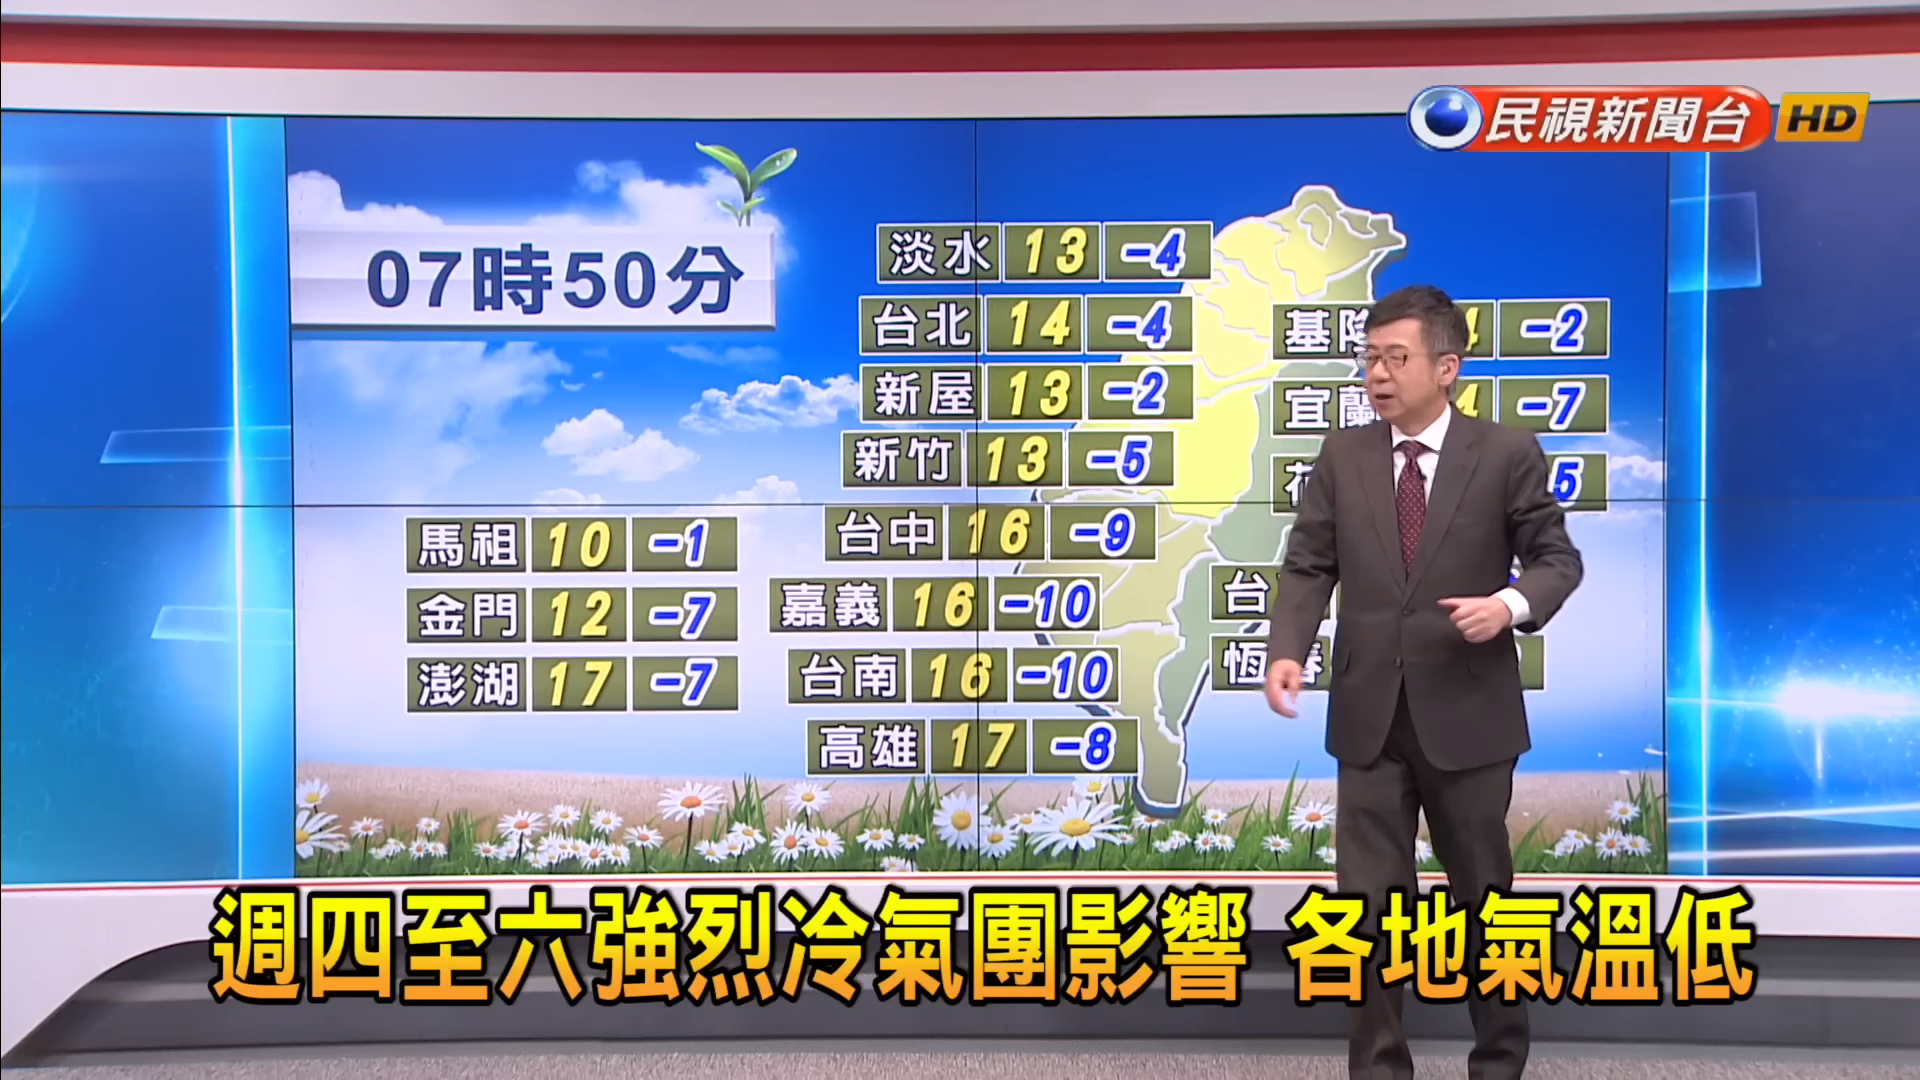 民視新聞台 HD
07時50分
淡水 13 -4
台北 14 -4
新屋 13 -2
新竹 13 -5
台中 16 -9
嘉義 16 -10
台南 16 -10
高雄 17 -8
馬祖 10 -1
金門 12 -7
澎湖 17 -7
基 -2
宜蘭 -7
5
台
恆
週四至六強烈冷氣團影響 各地氣溫低